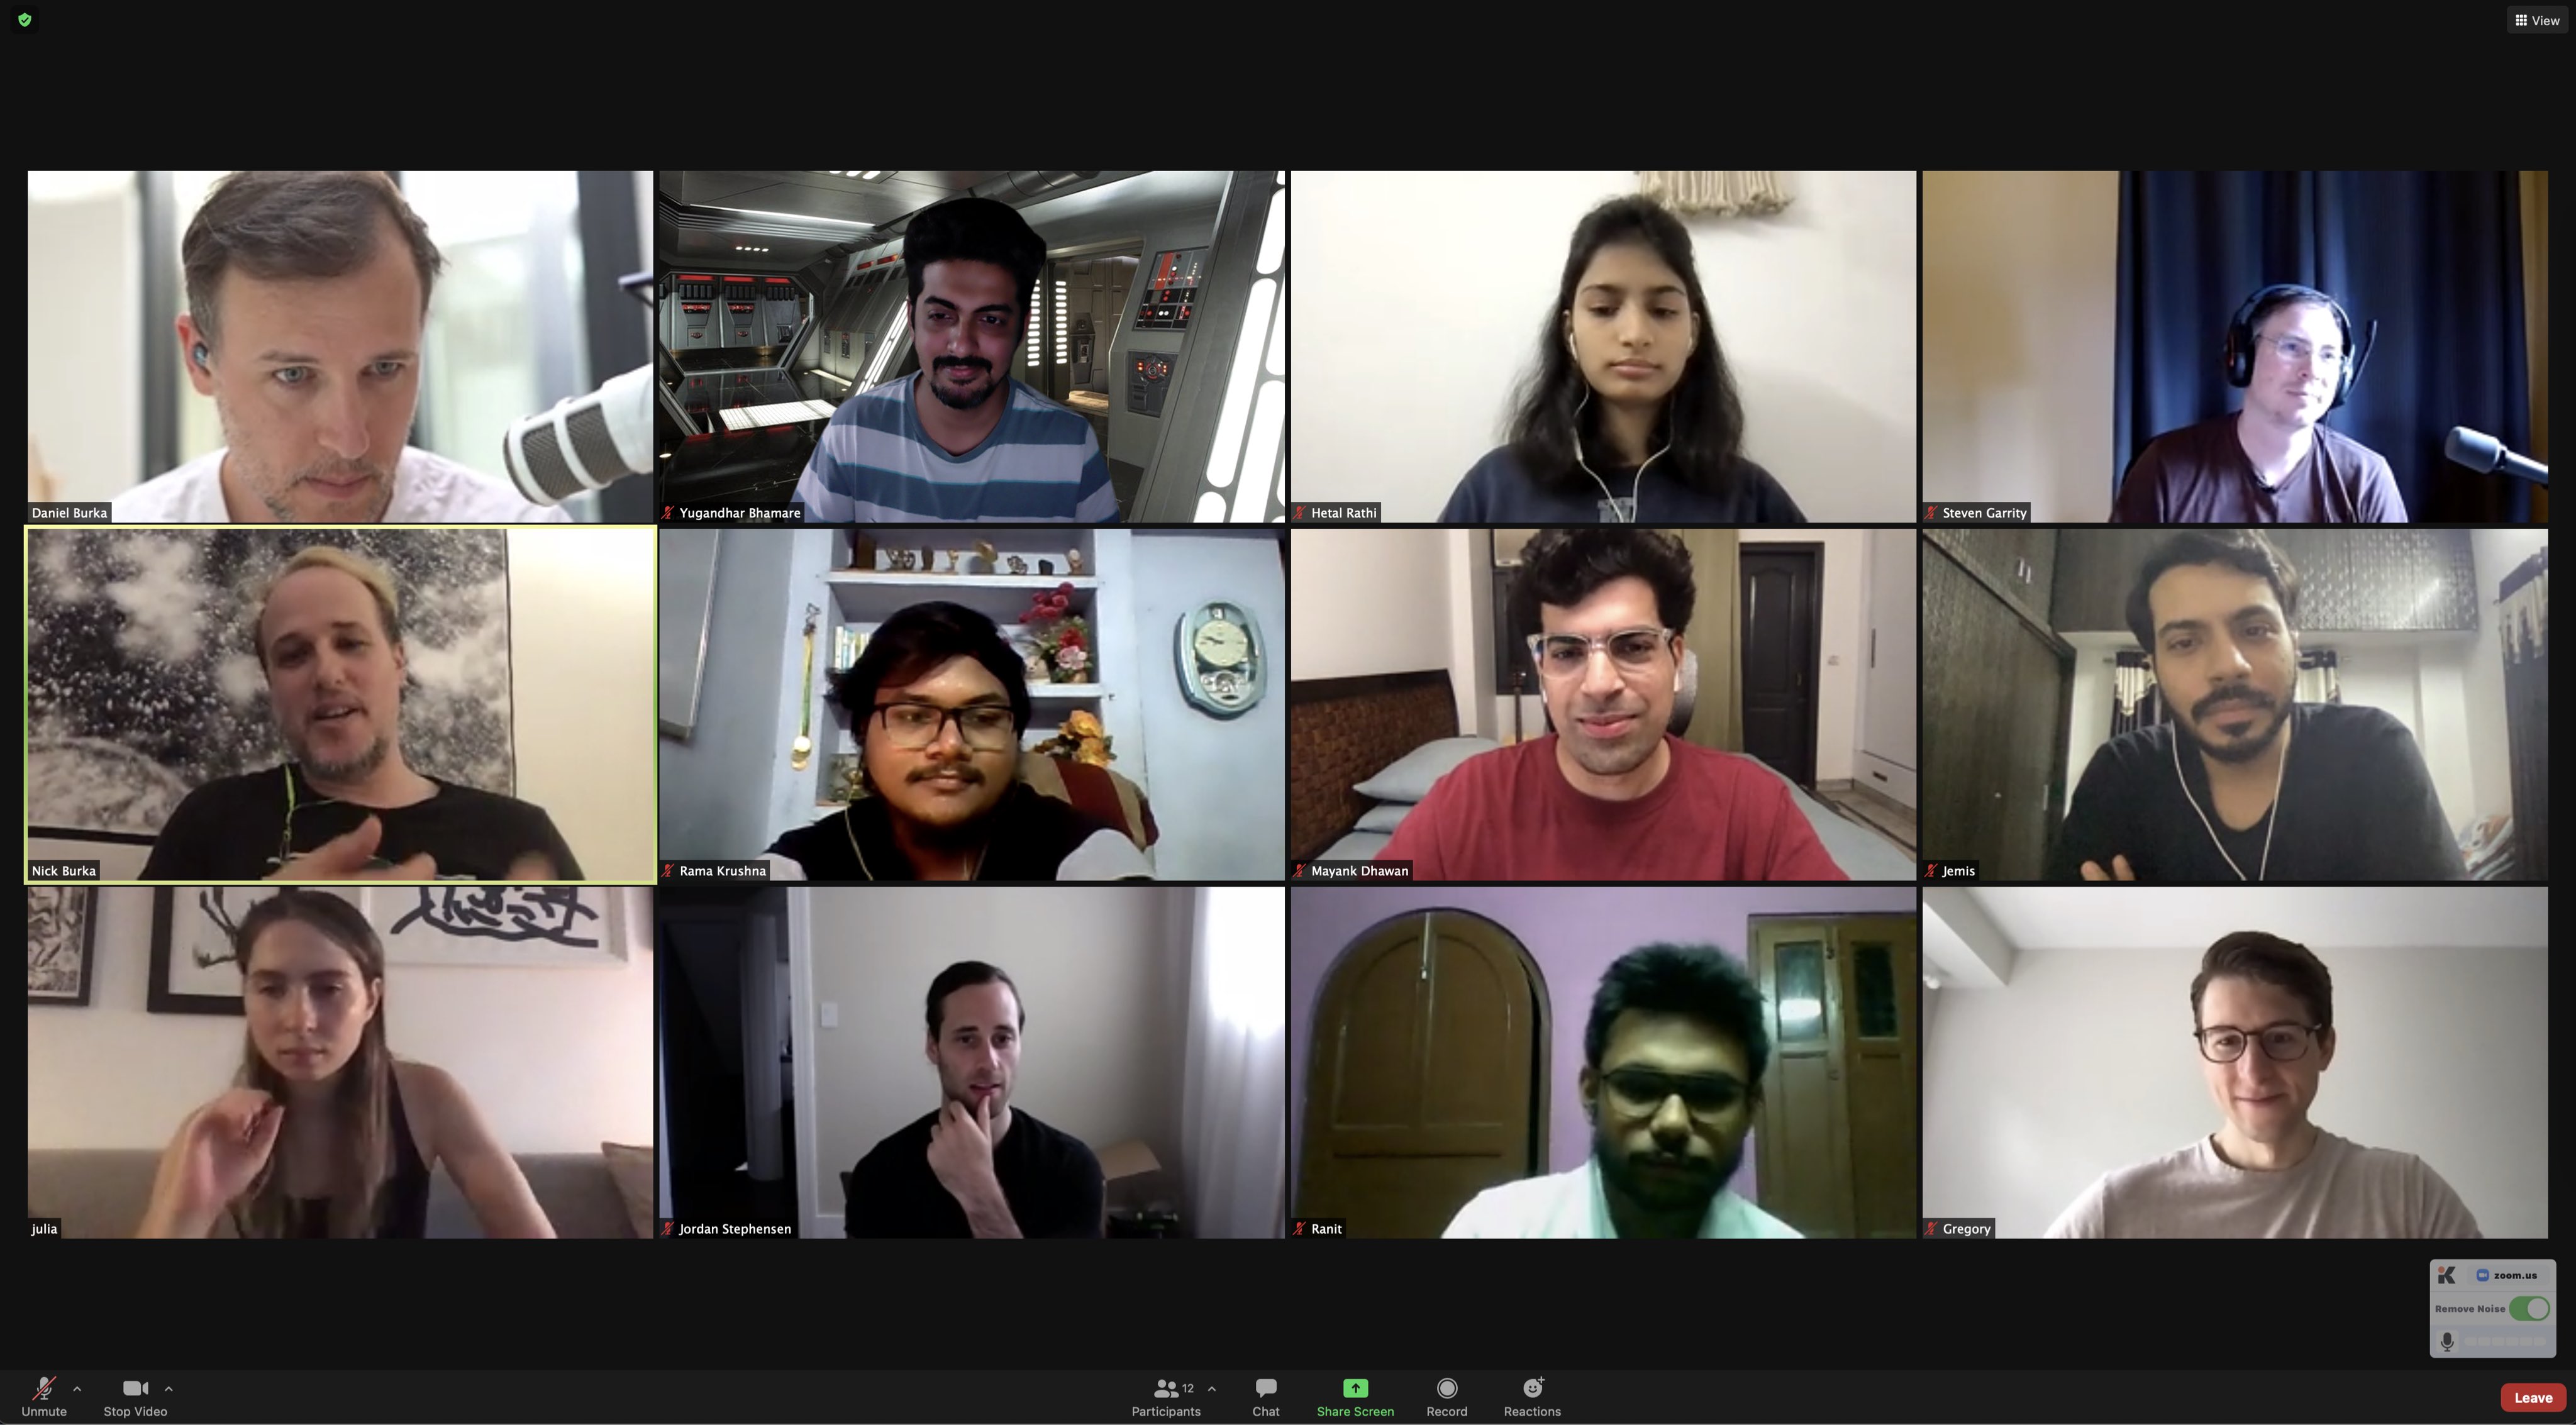 View
Daniel Burka
Yugandhar Bhamare
Hetal Rathi
Steven Garrity
Nick Burka
Rama Krushna
Mayank Dhawan
Jemis
julia
Jordan Stephensen
Ranit
Gregory
zoom.us
Remove Noise
Unmute
Stop Video
12
Participants
Chat
Share Screen
Record
Reactions
Leave